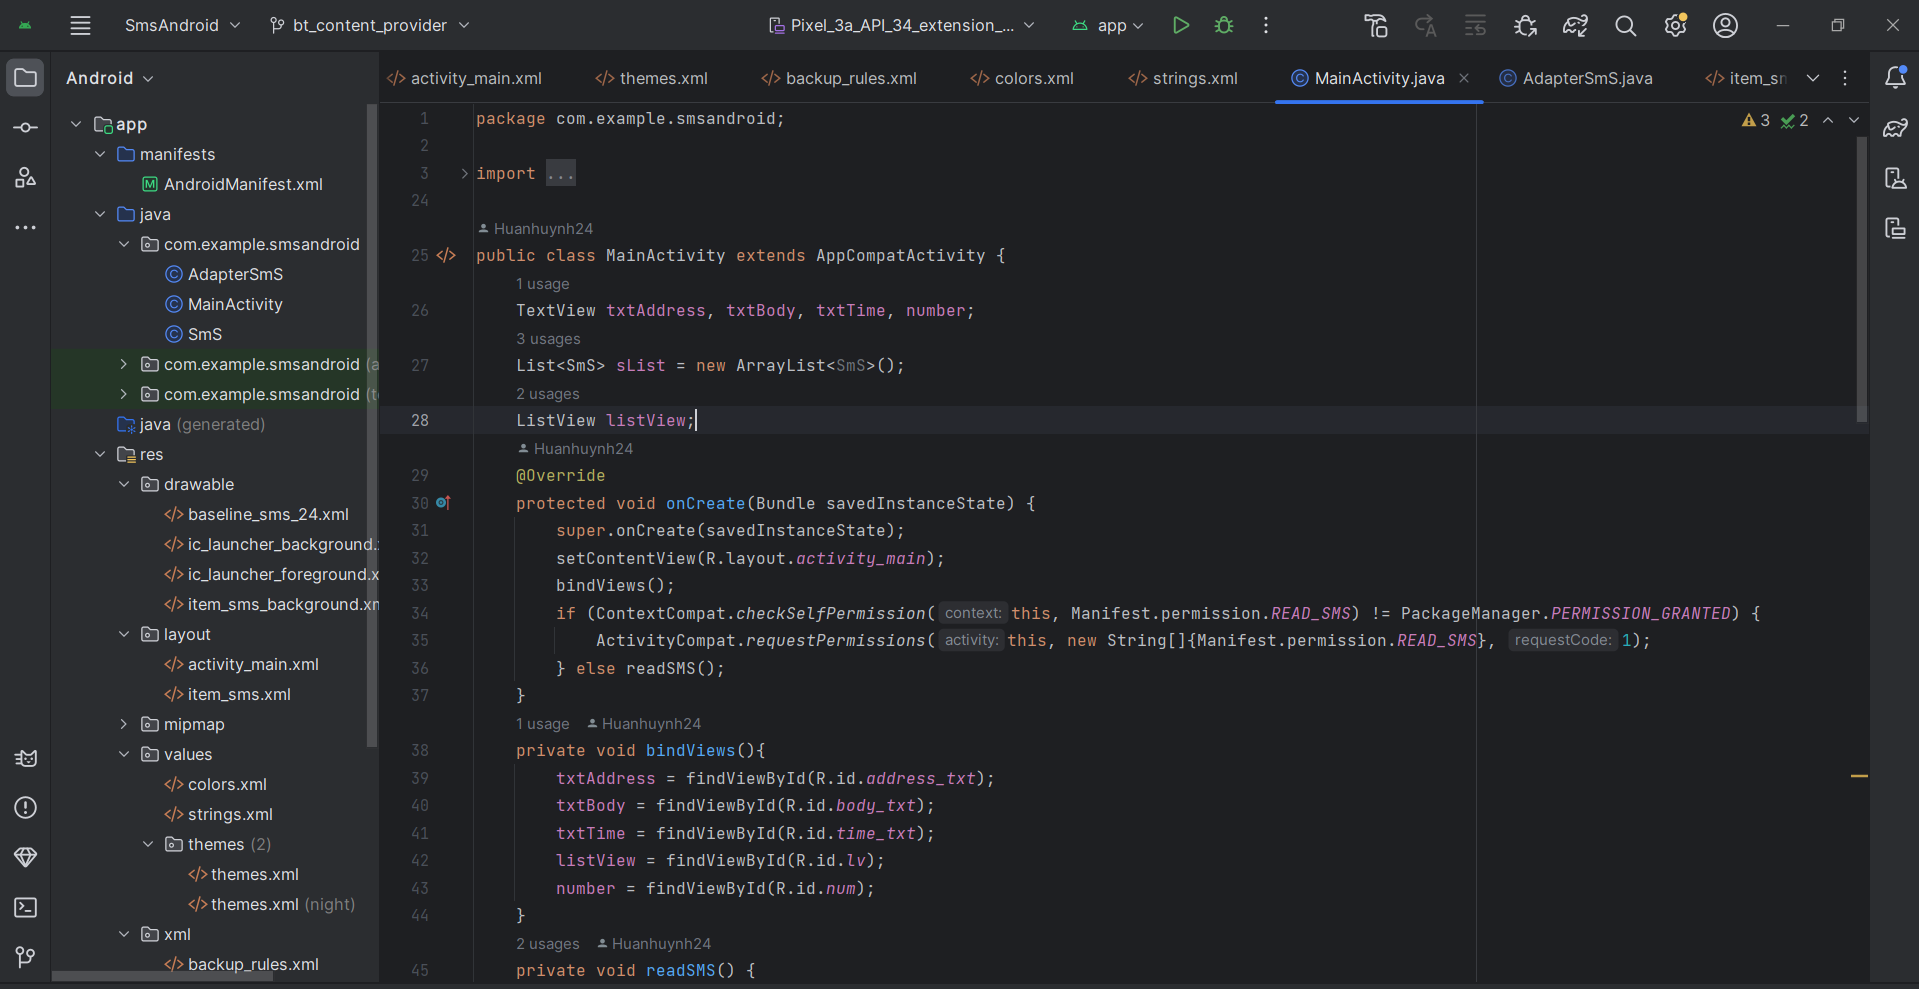 SmsAndroid
bt_content_provider
Pixel_3a_API_34_extension_...
app
Android
activity_main.xml
themes.xml
backup_rules.xml
colors.xml
strings.xml
MainActivity.java
AdapterSmS.java
item_sn
app
manifests
AndroidManifest.xml
java
com.example.smsandroid
AdapterSmS
MainActivity
SmS
com.example.smsandroid (a
com.example.smsandroid (t
java (generated)
res
drawable
baseline_sms_24.xml
ic_launcher_background.
ic_launcher_foreground.x
item_sms_background.xm
layout
activity_main.xml
item_sms.xml
mipmap
values
colors.xml
strings.xml
themes (2)
themes.xml
themes.xml (night)
xml
backup_rules.xml
3 2
1 package com.example.smsandroid;
2
3 import ...
24
Huanhuynh24
25 public class MainActivity extends AppCompatActivity {
1 usage
26 TextView txtAddress, txtBody, txtTime, number;
3 usages
27 List<SmS> sList = new ArrayList<SmS>();
2 usages
28 ListView listView;
Huanhuynh24
29 @Override
30 protected void onCreate(Bundle savedInstanceState) {
31 super.onCreate(savedInstanceState);
32 setContentView(R.layout.activity_main);
33 bindViews();
34 if (ContextCompat.checkSelfPermission( context: this, Manifest.permission.READ_SMS) != PackageManager.PERMISSION_GRANTED) {
35 ActivityCompat.requestPermissions( activity: this, new String[]{Manifest.permission.READ_SMS}, requestCode: 1);
36 } else readSMS();
37 }
1 usage Huanhuynh24
38 private void bindViews(){
39 txtAddress = findViewById(R.id.address_txt);
40 txtBody = findViewById(R.id.body_txt);
41 txtTime = findViewById(R.id.time_txt);
42 listView = findViewById(R.id.lv);
43 number = findViewById(R.id.num);
44 }
2 usages Huanhuynh24
45 private void readSMS() {